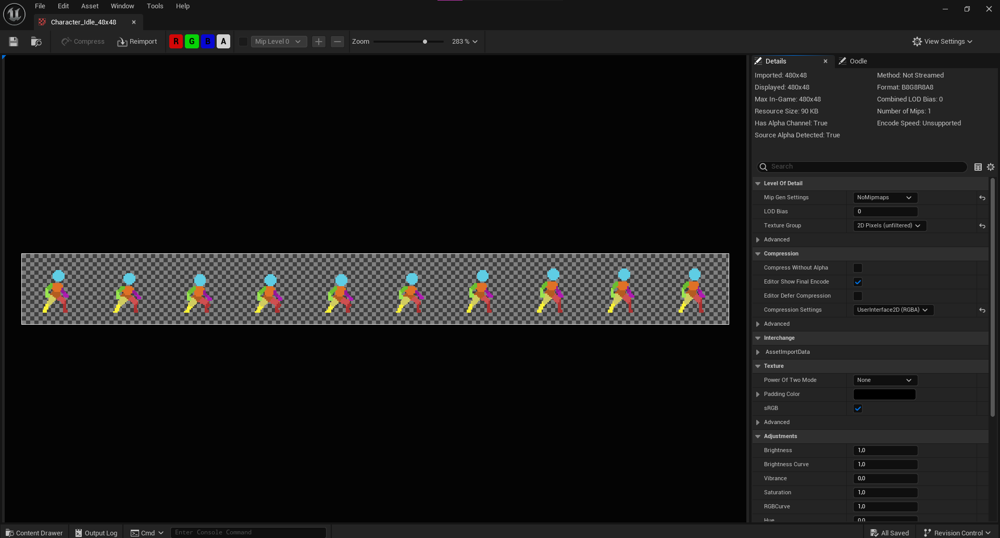 File Edit Asset Window Tools Help
Character_Idle_48x48
Compress Reimport R G B A Mip Level 0 Zoom 283 % View Settings
Details Oodle
Imported: 480x48 Method: Not Streamed
Displayed: 480x48 Format: B8G8R8A8
Max In-Game: 480x48 Combined LOD Bias: 0
Resource Size: 90 KB Number of Mips: 1
Has Alpha Channel: True Encode Speed: Unsupported
Source Alpha Detected: True
Search
Level Of Detail
Mip Gen Settings NoMipmaps
LOD Bias 0
Texture Group 2D Pixels (unfiltered)
Advanced
Compression
Compress Without Alpha
Editor Show Final Encode
Editor Defer Compression
Compression Settings UserInterface2D (RGBA)
Advanced
Interchange
AssetImportData
Texture
Power Of Two Mode None
Padding Color
sRGB
Advanced
Adjustments
Brightness 1,0
Brightness Curve 1,0
Vibrance 0,0
Saturation 1,0
RGBCurve 1,0
Hue 0,0
Content Drawer Output Log Cmd Enter Console Command All Saved Revision Control